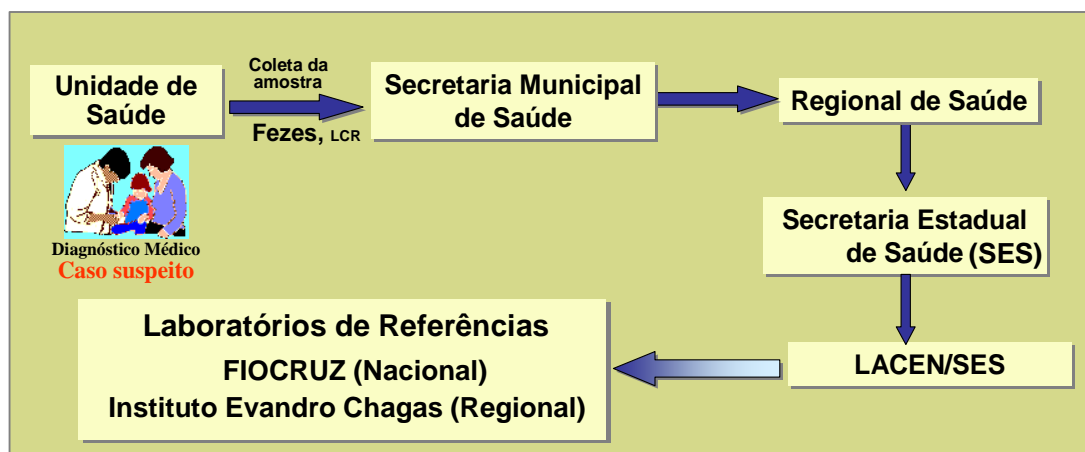 Unidade de
Saúde
Coleta da
amostra
Fezes, LCR
Secretaria Municipal
de Saúde
Regional de Saúde
Diagnóstico Médico
Caso suspeito
Secretaria Estadual
de Saúde (SES)
LACEN/SES
Laboratórios de Referências
FIOCRUZ (Nacional)
Instituto Evandro Chagas (Regional)